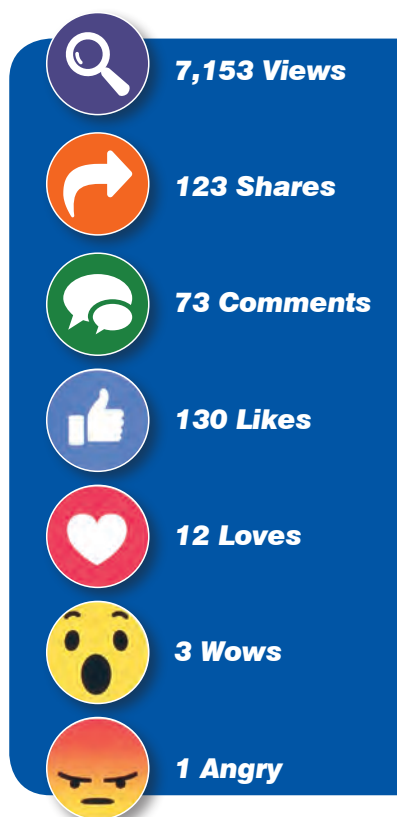 7,153 Views
123 Shares
73 Comments
130 Likes
12 Loves
3 Wows
1 Angry